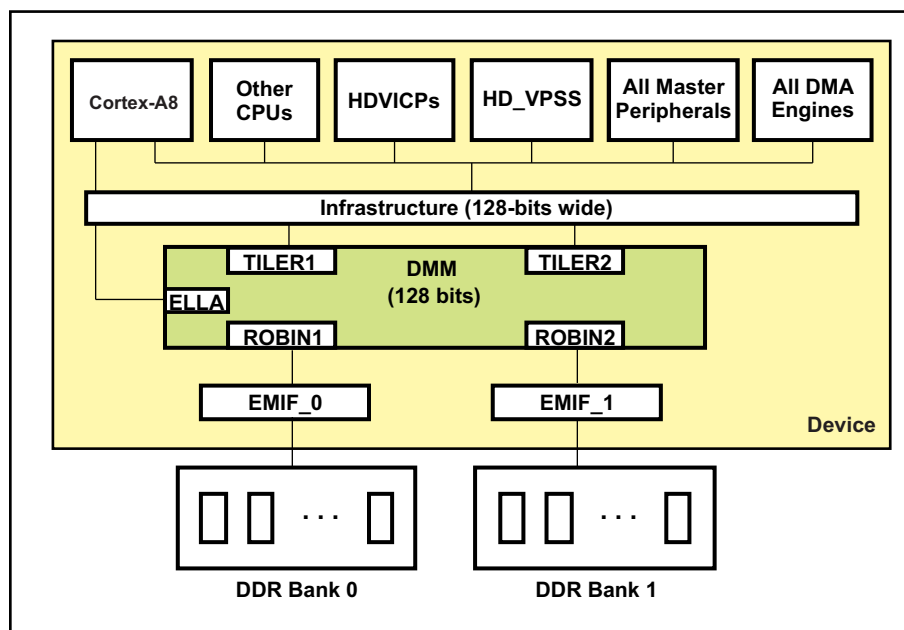 Cortex-A8
Other
CPUs
HDVICPs
HD_VPSS
All Master
Peripherals
All DMA
Engines
Infrastructure (128-bits wide)
TILER1
DMM
(128 bits)
TILER2
ELLA
ROBIN1
ROBIN2
EMIF_0
EMIF_1
Device
. . .
. . .
DDR Bank 0
DDR Bank 1